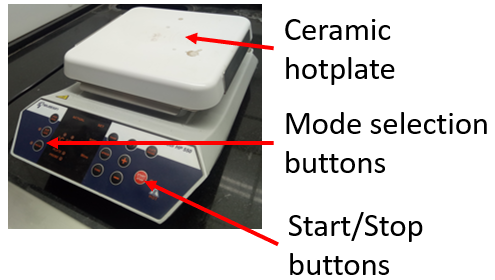 Ceramic
hotplate
Mode selection
buttons
Start/Stop
buttons